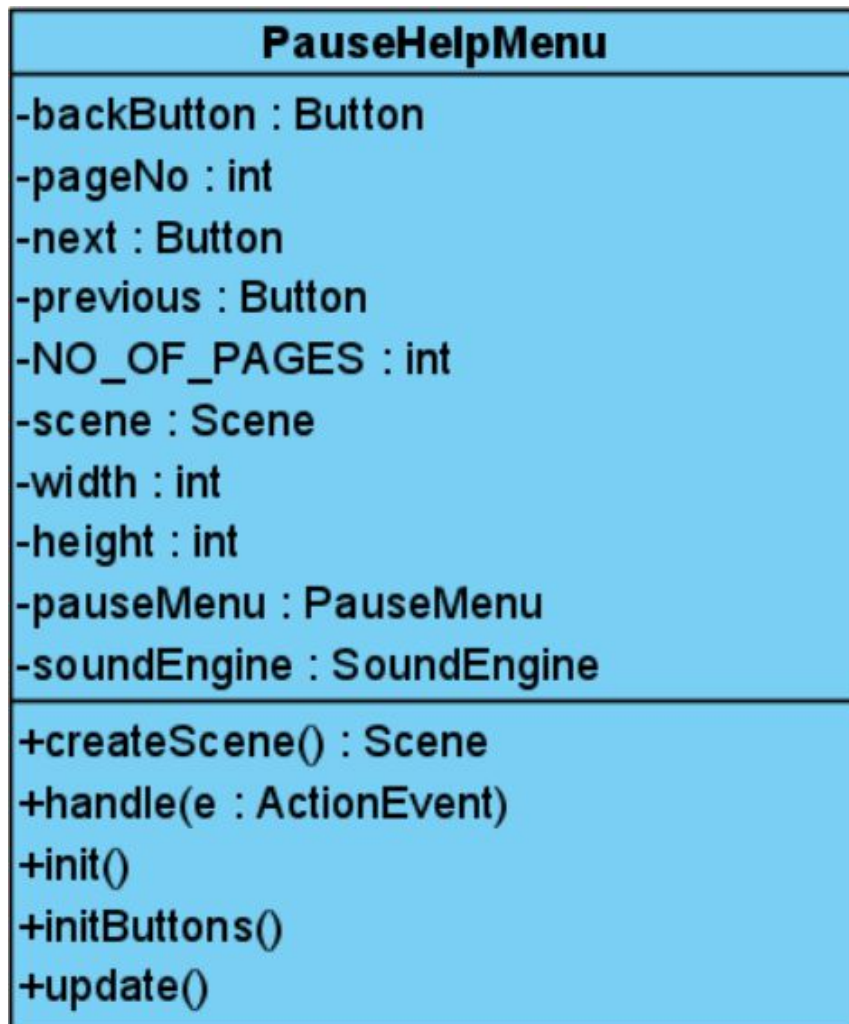 PauseHelpMenu
-backButton : Button
-pageNo : int
-next : Button
-previous : Button
-NO_OF_PAGES : int
-scene : Scene
-width : int
-height : int
-pauseMenu : PauseMenu
-soundEngine : SoundEngine
+createScene() : Scene
+handle(e : ActionEvent)
+init()
+initButtons()
+update()